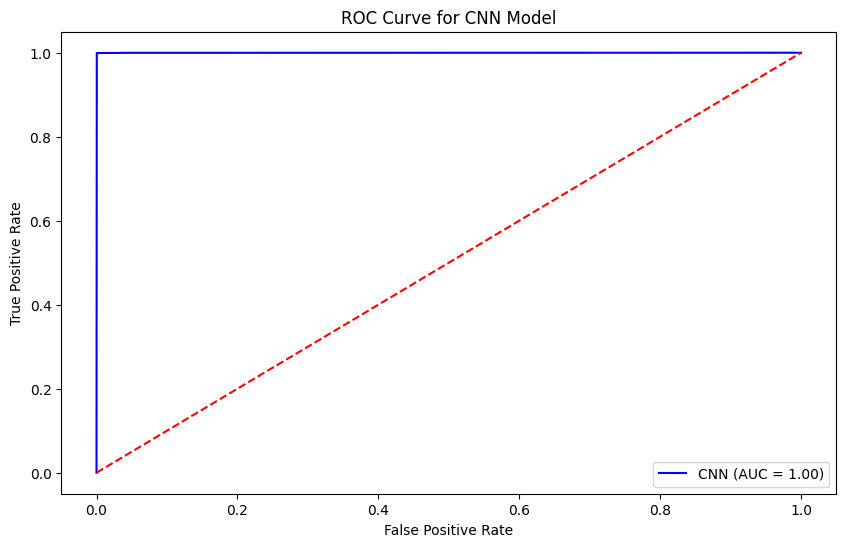 ROC Curve for CNN Model
True Positive Rate
1.0
0.8
0.6
0.4
0.2
0.0
CNN (AUC = 1.00)
0.0 0.2 0.4 0.6 0.8 1.0
False Positive Rate